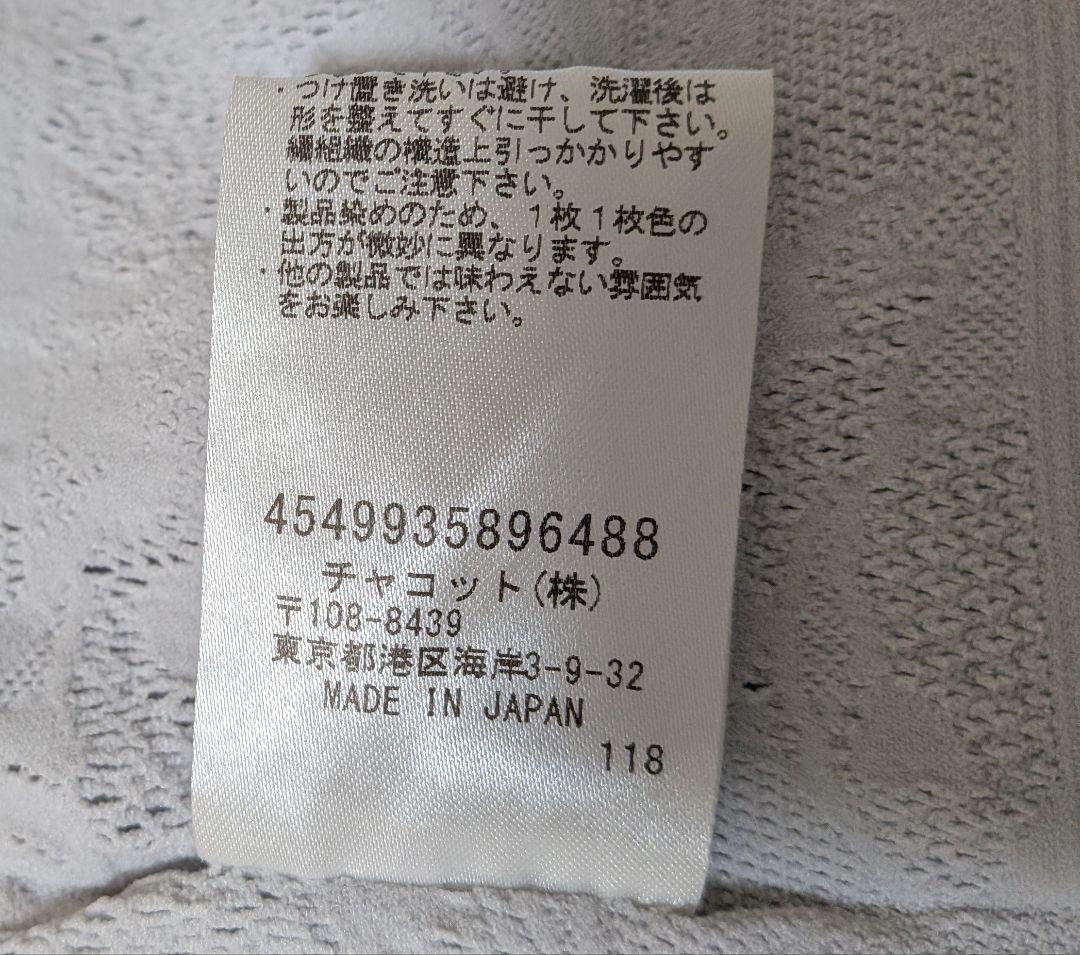 ・つけ置き洗いは避け、洗濯後は
形を整えてすぐに干して下さい。
編組織の構造上引っかかりやす
いのでご注意下さい。
・製品染めのため、1枚1枚色の
出方が微妙に異なります。
・他の製品では味わえない雰囲気
をお楽しみ下さい。
4549935896488
チャコット(株)
〒108-8439
東京都港区海岸3-9-32
MADE IN JAPAN
118